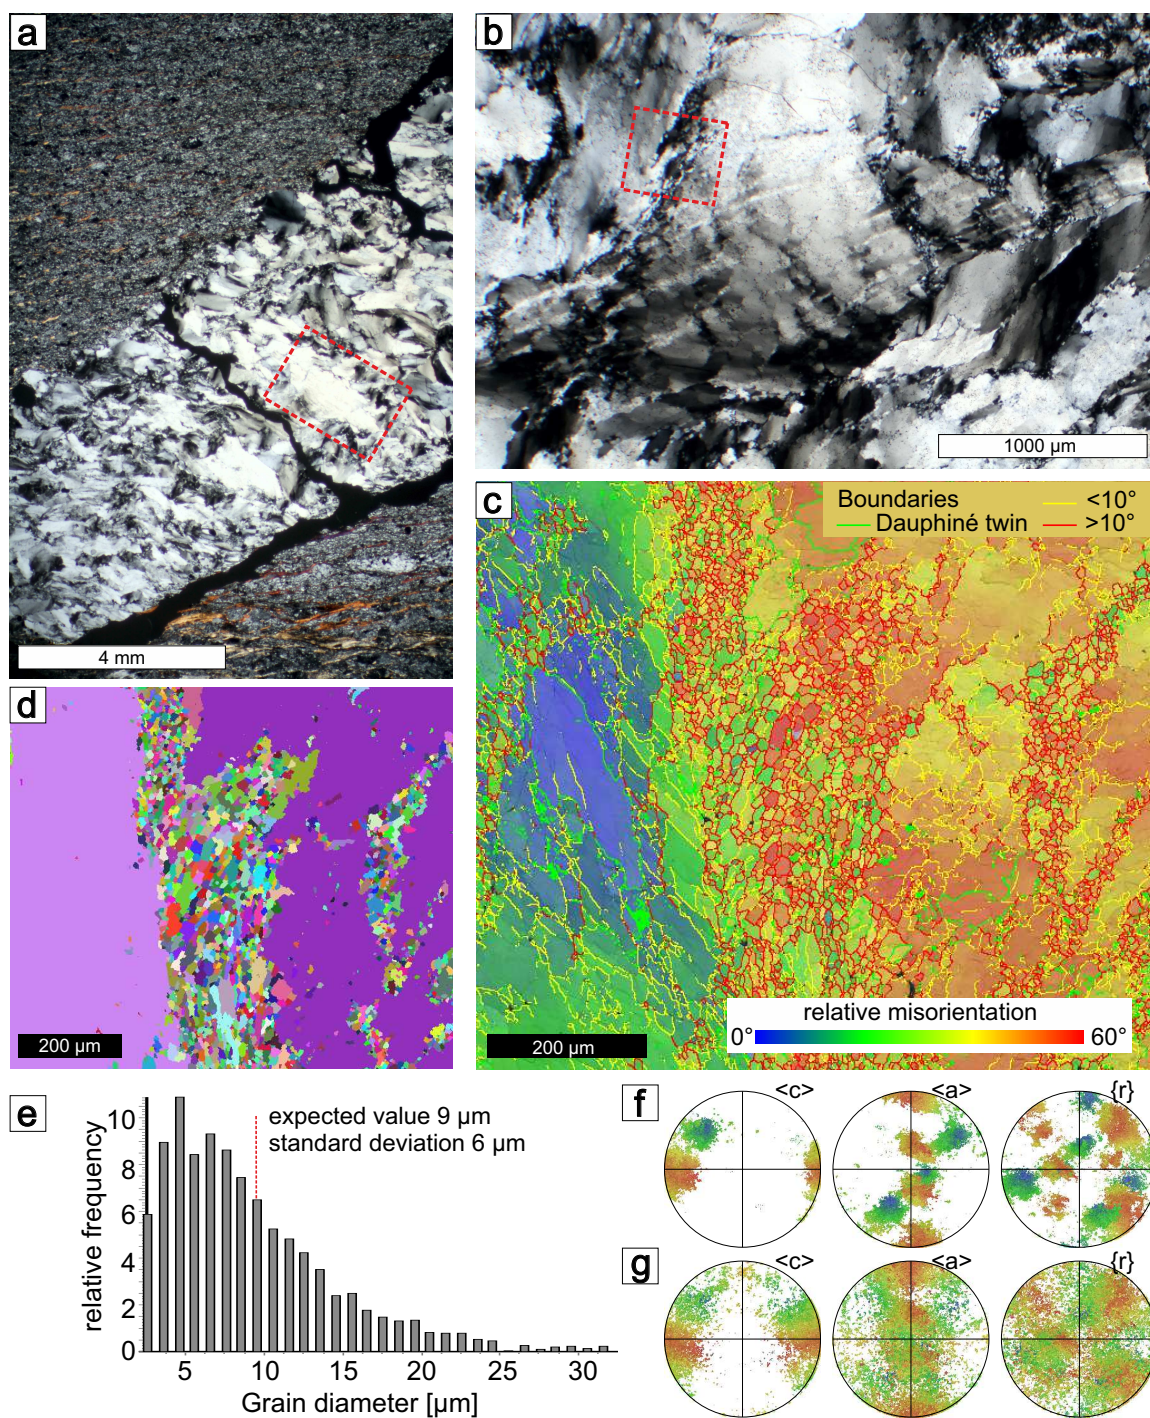 a
4 mm
b
1000 µm
c
Boundaries
<10°
Dauphiné twin
>10°
relative misorientation
0°
60°
200 µm
d
200 µm
e
expected value 9 µm
standard deviation 6 µm
relative frequency
10
8
6
4
2
0
5
10
15
20
25
30
Grain diameter [µm]
f
<c>
<a>
{r}
g
<c>
<a>
{r}